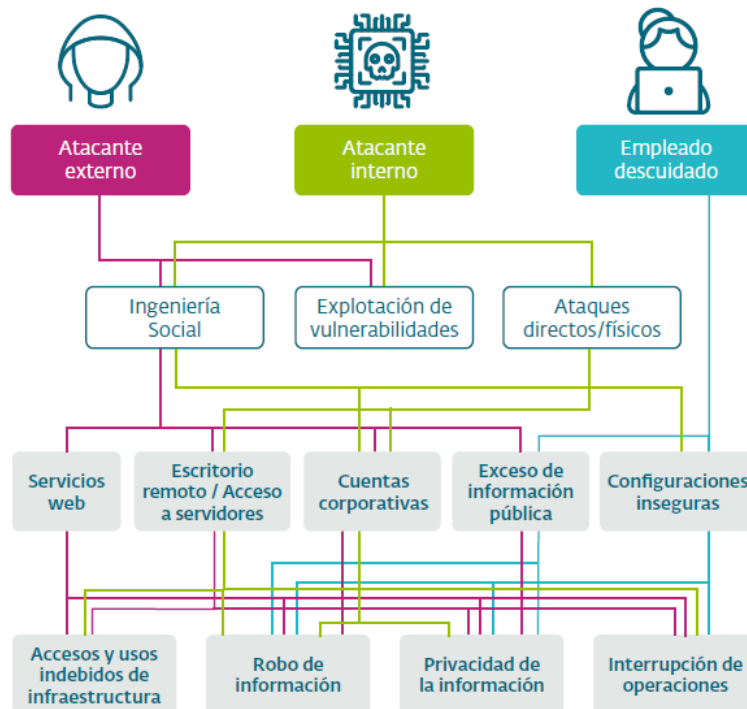 Atacante
externo
Atacante
interno
Empleado
descuidado
Ingeniería
Social
Explotación de
vulnerabilidades
Ataques
directos/físicos
Servicios
web
Escritorio
remoto / Acceso
a servidores
Cuentas
corporativas
Exceso de
información
pública
Configuraciones
inseguras
Accesos y usos
indebidos de
infraestructura
Robo de
información
Privacidad de
la información
Interrupción de
operaciones